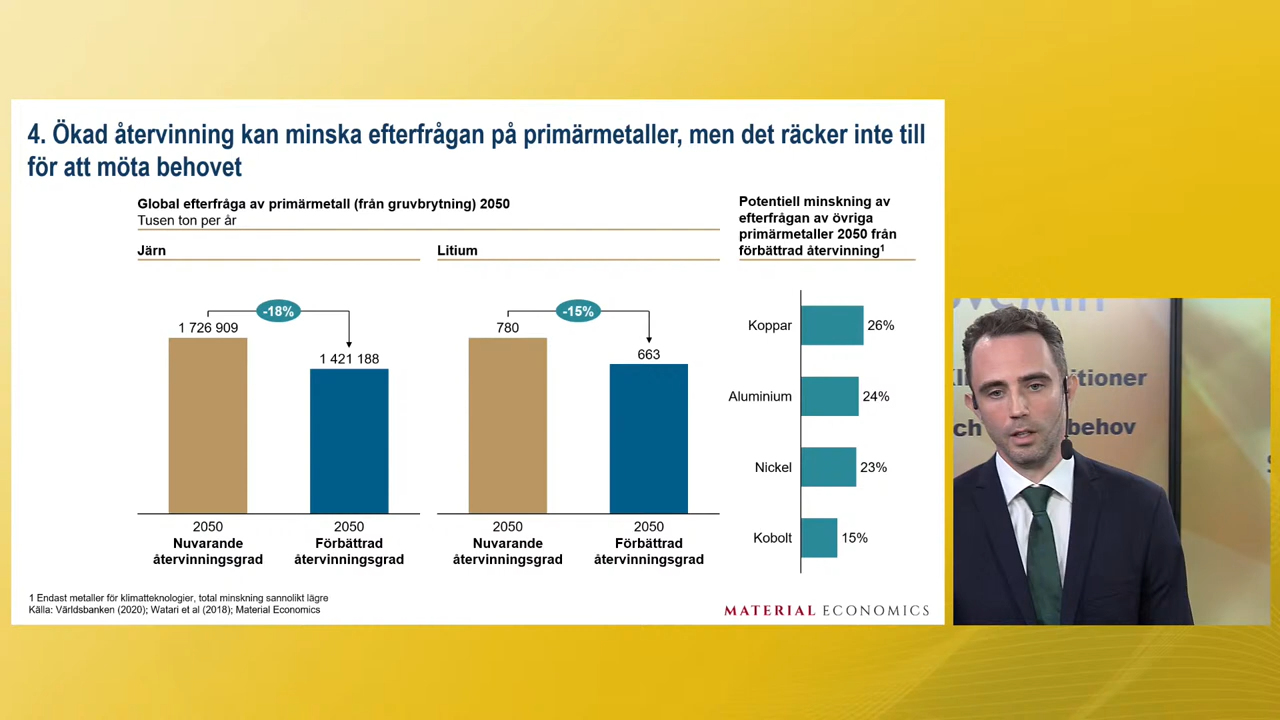 4. Ökad återvinning kan minska efterfrågan på primärmetaller, men det räcker inte till
för att möta behovet
Global efterfråga av primärmetall (från gruvbrytning) 2050
Tusen ton per år
Järn
-18%
1 726 909
1 421 188
2050
Nuvarande
återvinningsgrad
2050
Förbättrad
återvinningsgrad
Litium
-15%
780
663
2050
Nuvarande
återvinningsgrad
2050
Förbättrad
återvinningsgrad
Potentiell minskning av
efterfrågan av övriga
primärmetaller 2050 från
förbättrad återvinning¹
Koppar 26%
Aluminium 24%
Nickel 23%
Kobolt 15%
1 Endast metaller för klimatteknologier, total minskning sannolikt lägre
Källa: Världsbanken (2020); Watari et al (2018); Material Economics
MATERIAL ECONOMICS
itioner
ch behov